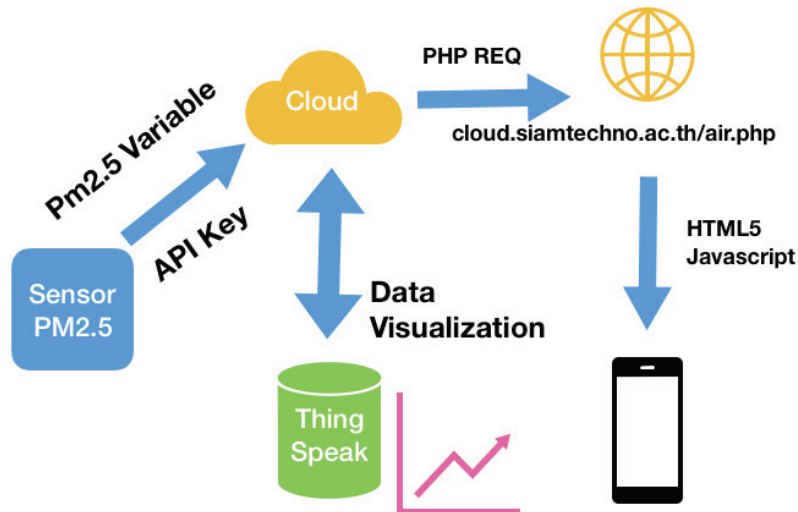 Cloud
PHP REQ
cloud.siamtechno.ac.th/air.php
Pm2.5 Variable
API Key
Sensor
PM2.5
HTML5
Javascript
Data
Visualization
Thing
Speak